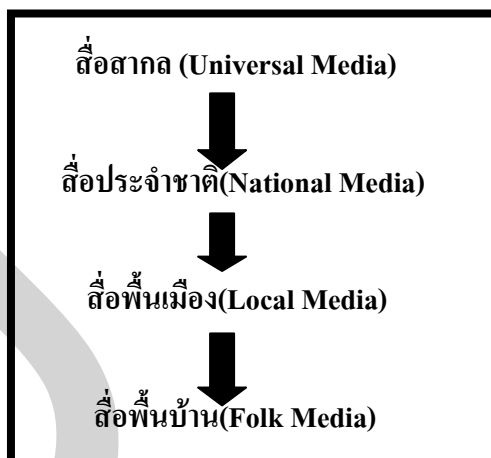 สื่อสากล (Universal Media)
สื่อประจำชาติ(National Media)
สื่อพื้นเมือง(Local Media)
สื่อพื้นบ้าน(Folk Media)